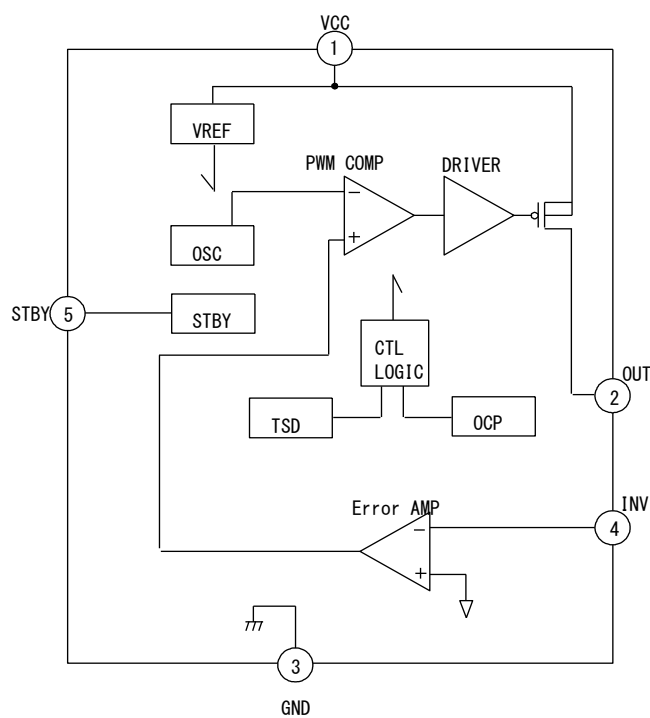 VCC
1
VREF
PWM COMP
DRIVER
−
OSC
+
STBY
5
STBY
CTL
LOGIC
OUT
2
TSD
OCP
Error AMP
INV
−
4
+
3
GND